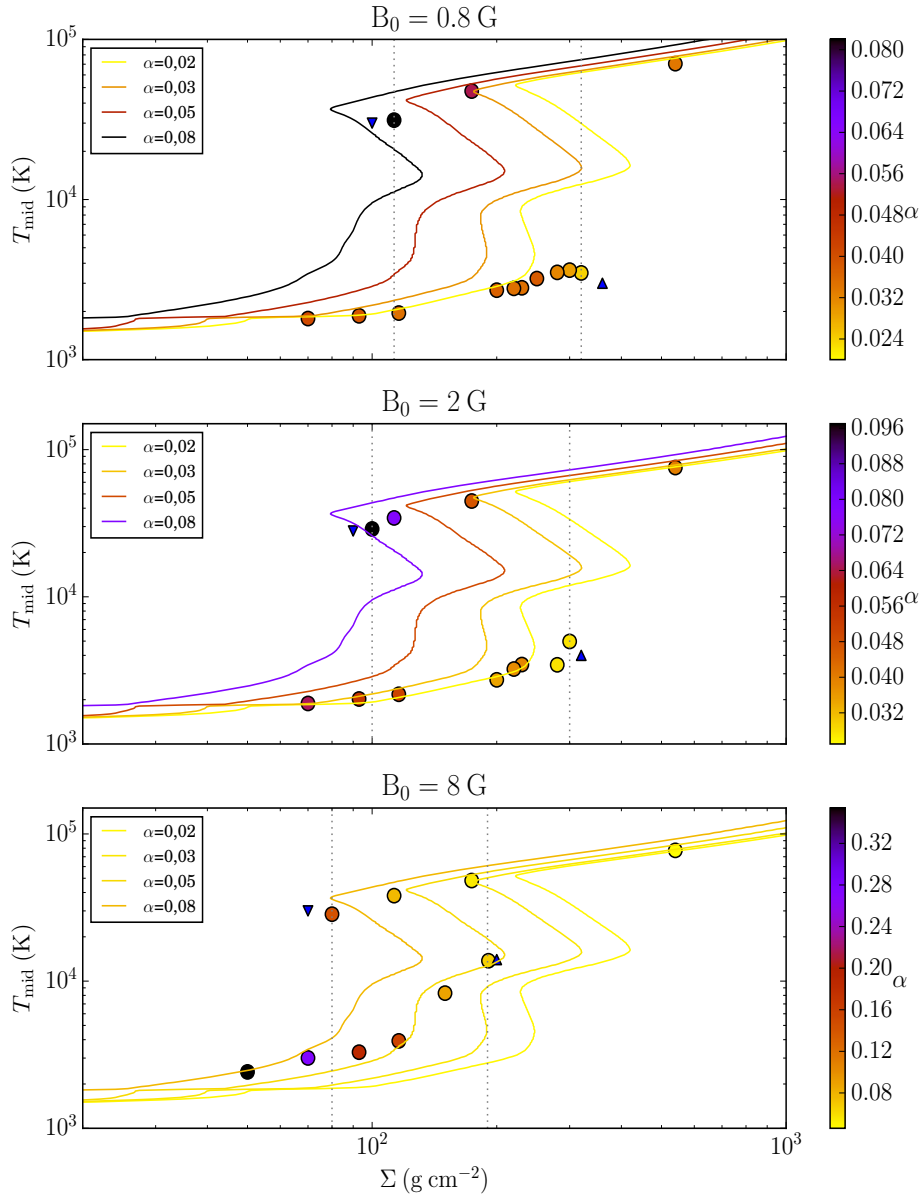 B₀ = 0.8 G
10⁵
10⁴
10³
T_mid (K)
α=0,02
α=0,03
α=0,05
α=0,08
0.080
0.072
0.064
0.056
0.048
0.040
0.032
0.024
α
B₀ = 2 G
10⁵
10⁴
10³
T_mid (K)
α=0,02
α=0,03
α=0,05
α=0,08
0.096
0.088
0.080
0.072
0.064
0.056
0.048
0.040
0.032
α
B₀ = 8 G
10⁵
10⁴
10³
T_mid (K)
α=0,02
α=0,03
α=0,05
α=0,08
0.32
0.28
0.24
0.20
0.16
0.12
0.08
α
10²
10³
Σ (g cm⁻²)